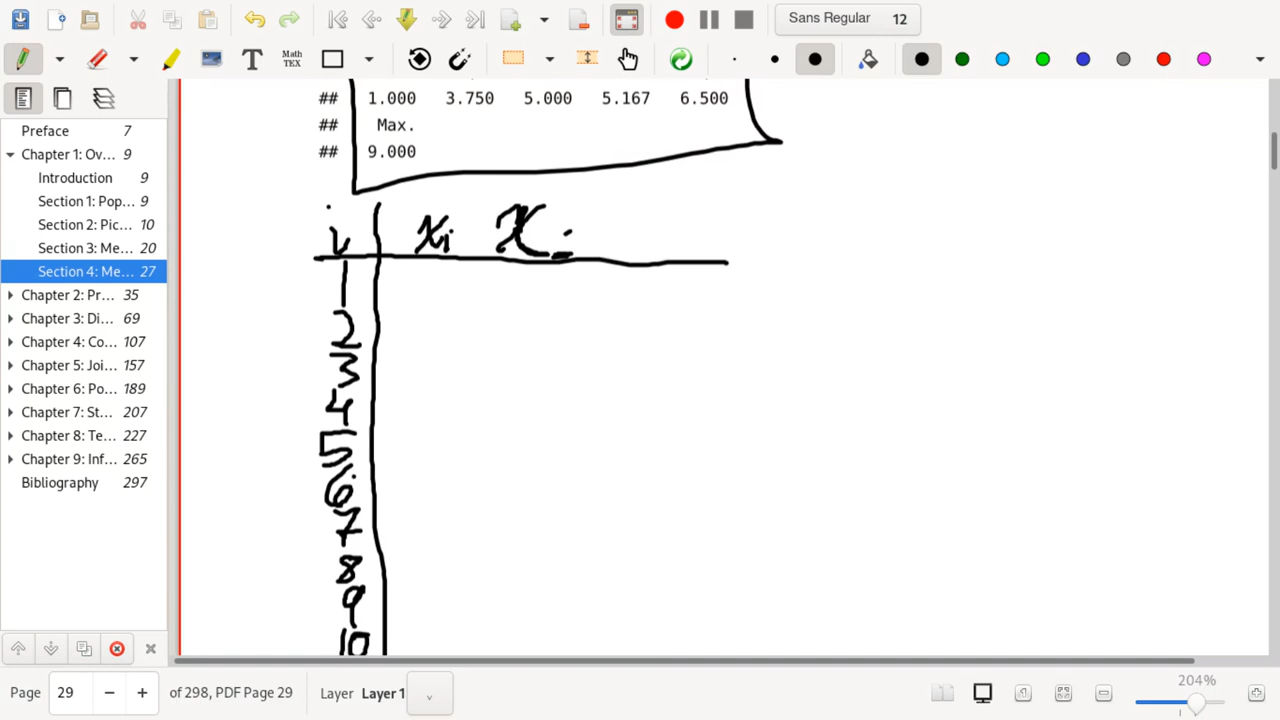 Sans Regular 12
T Math TEX
Preface 7
Chapter 1: Ov... 9
Introduction 9
Section 1: Pop... 9
Section 2: Pic... 10
Section 3: Me... 20
Section 4: Me... 27
Chapter 2: Pr... 35
Chapter 3: Di... 69
Chapter 4: Co... 107
Chapter 5: Joi... 157
Chapter 6: Po... 189
Chapter 7: St... 207
Chapter 8: Te... 227
Chapter 9: Inf... 265
Bibliography 297
## 1.000 3.750 5.000 5.167 6.500
## Max.
## 9.000
i xi x
1
2
3
4
5
6
7
8
9
10
Page 29 of 298, PDF Page 29 Layer Layer 1 204%